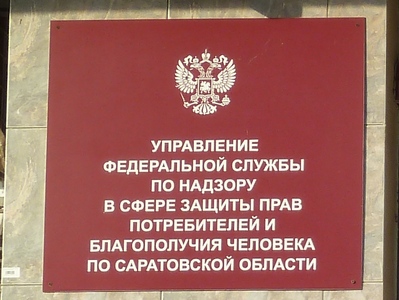 УПРАВЛЕНИЕ
ФЕДЕРАЛЬНОЙ СЛУЖБЫ
ПО НАДЗОРУ
В СФЕРЕ ЗАЩИТЫ ПРАВ
ПОТРЕБИТЕЛЕЙ И
БЛАГОПОЛУЧИЯ ЧЕЛОВЕКА
ПО САРАТОВСКОЙ ОБЛАСТИ